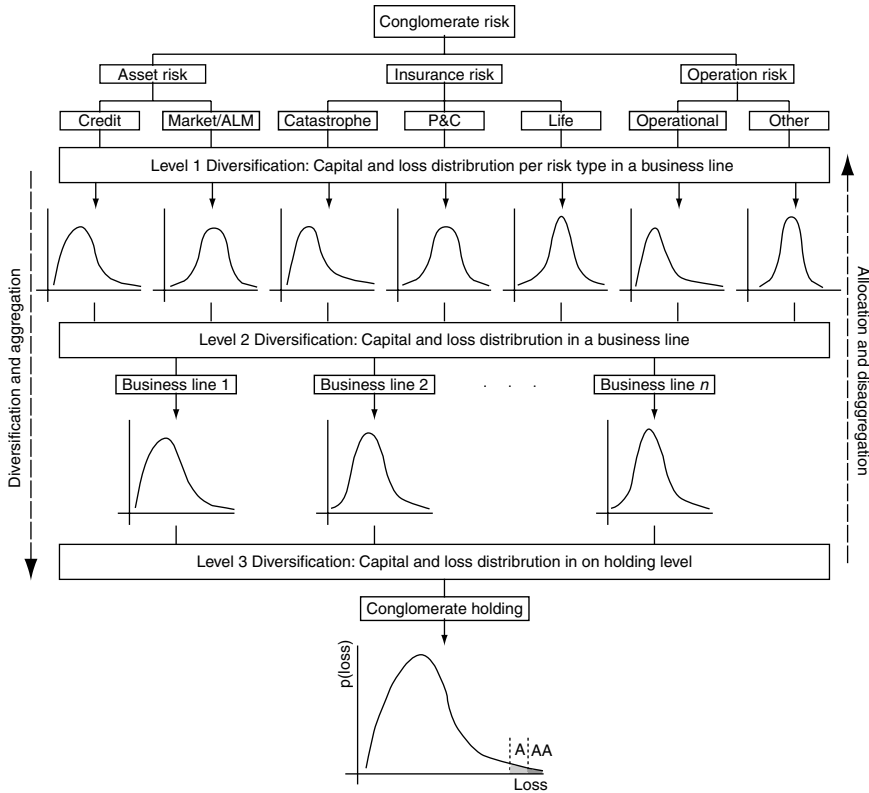 Conglomerate risk
Asset risk
Insurance risk
Operation risk
Credit
Market/ALM
Catastrophe
P&C
Life
Operational
Other
Level 1 Diversification: Capital and loss distribrution per risk type in a business line
Diversification and aggregation
Allocation and disaggregation
Level 2 Diversification: Capital and loss distribrution in a business line
Business line 1
Business line 2
. . .
Business line n
Level 3 Diversification: Capital and loss distribrution in on holding level
Conglomerate holding
p(loss)
A
AA
Loss